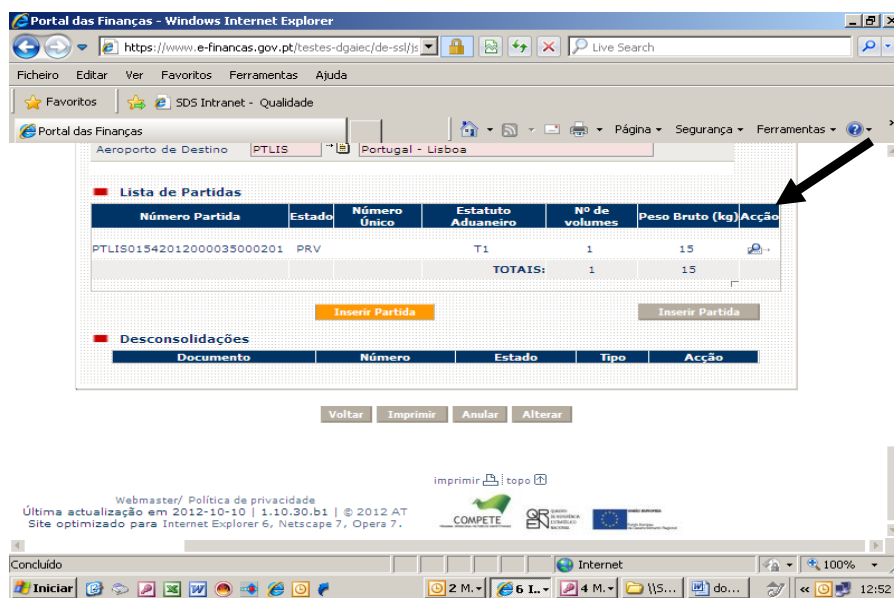 Portal das Finanças - Windows Internet Explorer
https://www.e-financas.gov.pt/testes-dgaiec/de-ssl/js
Live Search
Ficheiro Editar Ver Favoritos Ferramentas Ajuda
Favoritos SDS Intranet - Qualidade
Portal das Finanças Página Segurança Ferramentas
Aeroporto de Destino PTLIS Portugal - Lisboa
Lista de Partidas
Número Partida Estado Número Único Estatuto Aduaneiro Nº de volumes Peso Bruto (kg) Acção
PTLIS01542012000035000201 PRV T1 1 15
TOTAIS: 1 15
Inserir Partida Inserir Partida
Desconsolidações
Documento Número Estado Tipo Acção
Voltar Imprimir Anular Alterar
imprimir topo
Webmaster/ Política de privacidade
Última actualização em 2012-10-10 | 1.10.30.b1 | © 2012 AT
Site optimizado para Internet Explorer 6, Netscape 7, Opera 7.
COMPETE
Concluído Internet 100%
Iniciar 2 M... 6 I... 4 M... \\S... do... 12:52